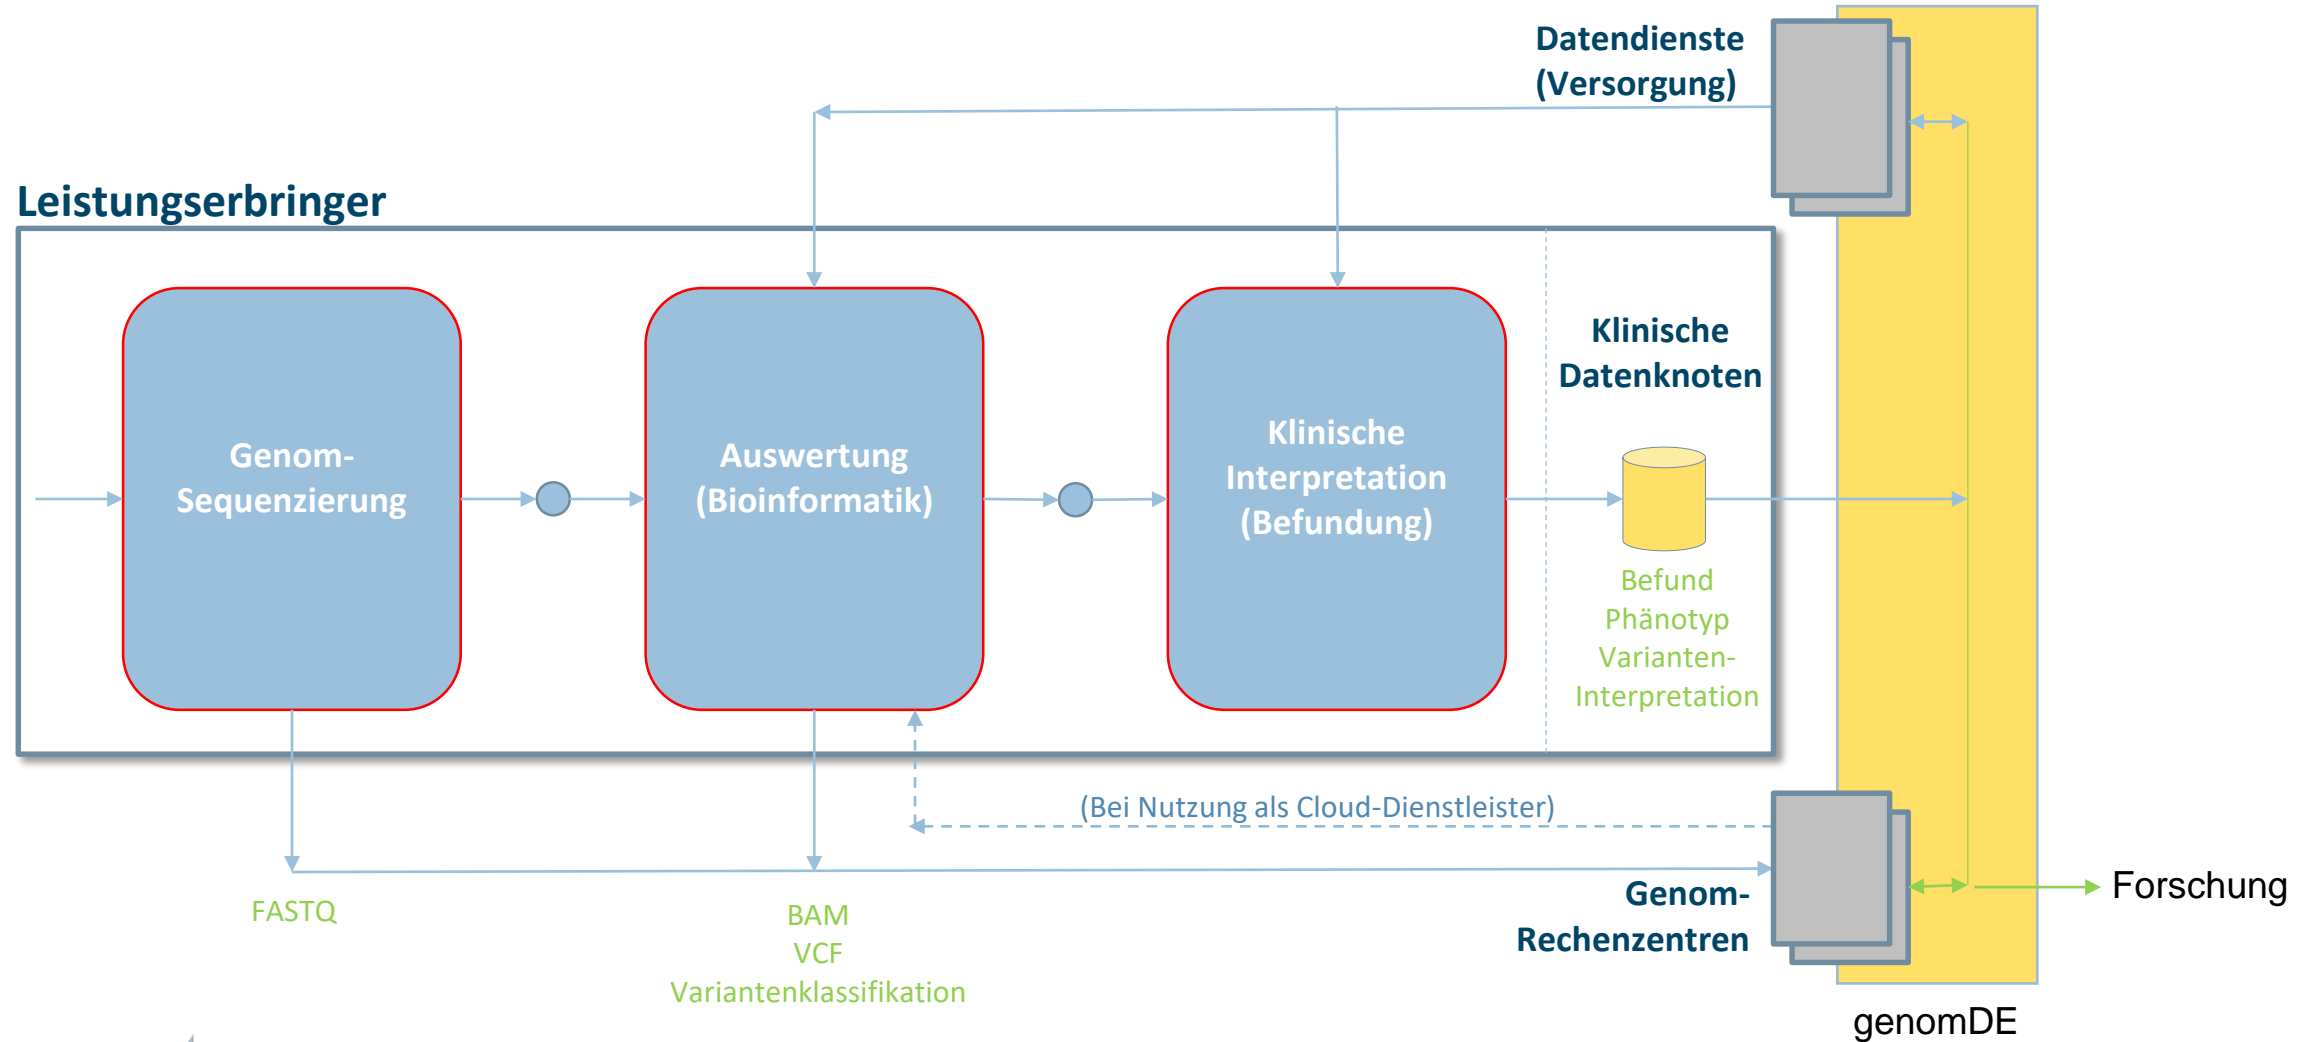 Datendienste
(Versorgung)
Leistungserbringer
Genom-
Sequenzierung
Auswertung
(Bioinformatik)
Klinische
Interpretation
(Befundung)
Klinische
Datenknoten
Befund
Phänotyp
Varianten-
Interpretation
(Bei Nutzung als Cloud-Dienstleister)
FASTQ
BAM
VCF
Variantenklassifikation
Genom-
Rechenzentren
Forschung
genomDE